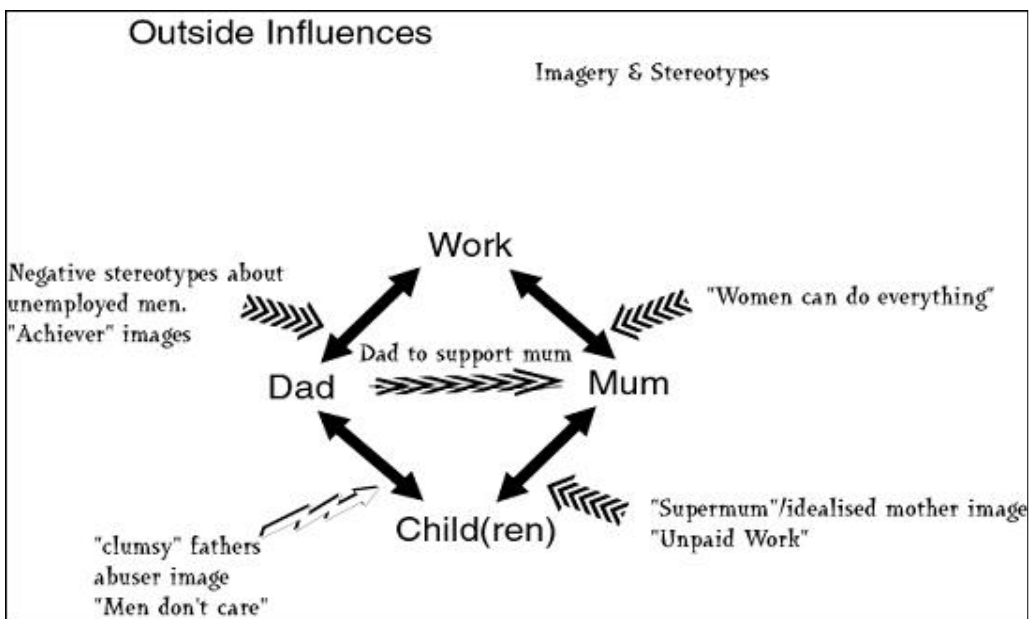 Outside Influences
Imagery & Stereotypes
Work
Negative stereotypes about
unemployed men.
"Achiever" images
"Women can do everything"
Dad to support mum
Dad
Mum
Child(ren)
"clumsy" fathers
abuser image
"Men don't care"
"Supermum"/idealised mother image
"Unpaid Work"